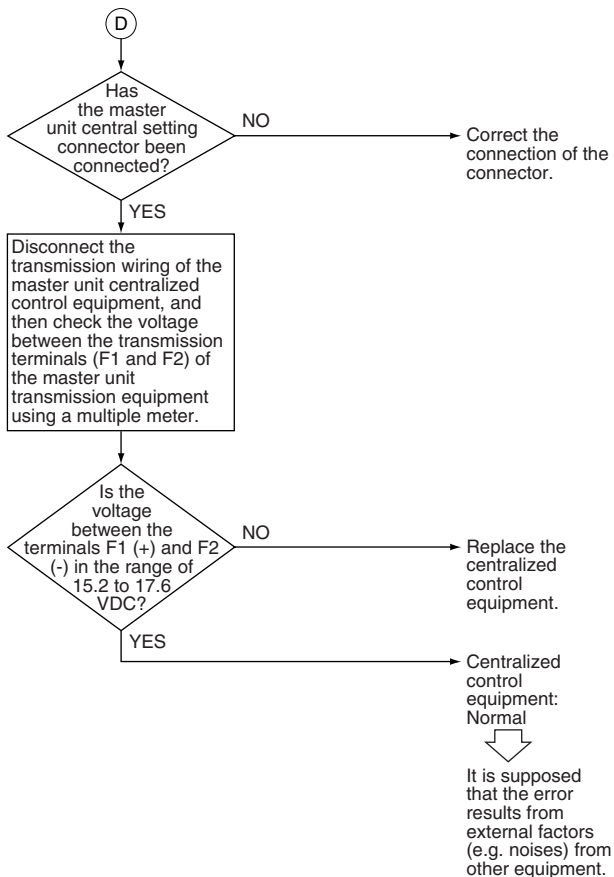 D
Has
the master
unit central setting
connector been
connected?
NO
Correct the
connection of the
connector.
YES
Disconnect the
transmission wiring of the
master unit centralized
control equipment, and
then check the voltage
between the transmission
terminals (F1 and F2) of
the master unit
transmission equipment
using a multiple meter.
Is the
voltage
between the
terminals F1 (+) and F2
(-) in the range of
15.2 to 17.6
VDC?
NO
Replace the
centralized
control
equipment.
YES
Centralized
control
equipment:
Normal
It is supposed
that the error
results from
external factors
(e.g. noises) from
other equipment.